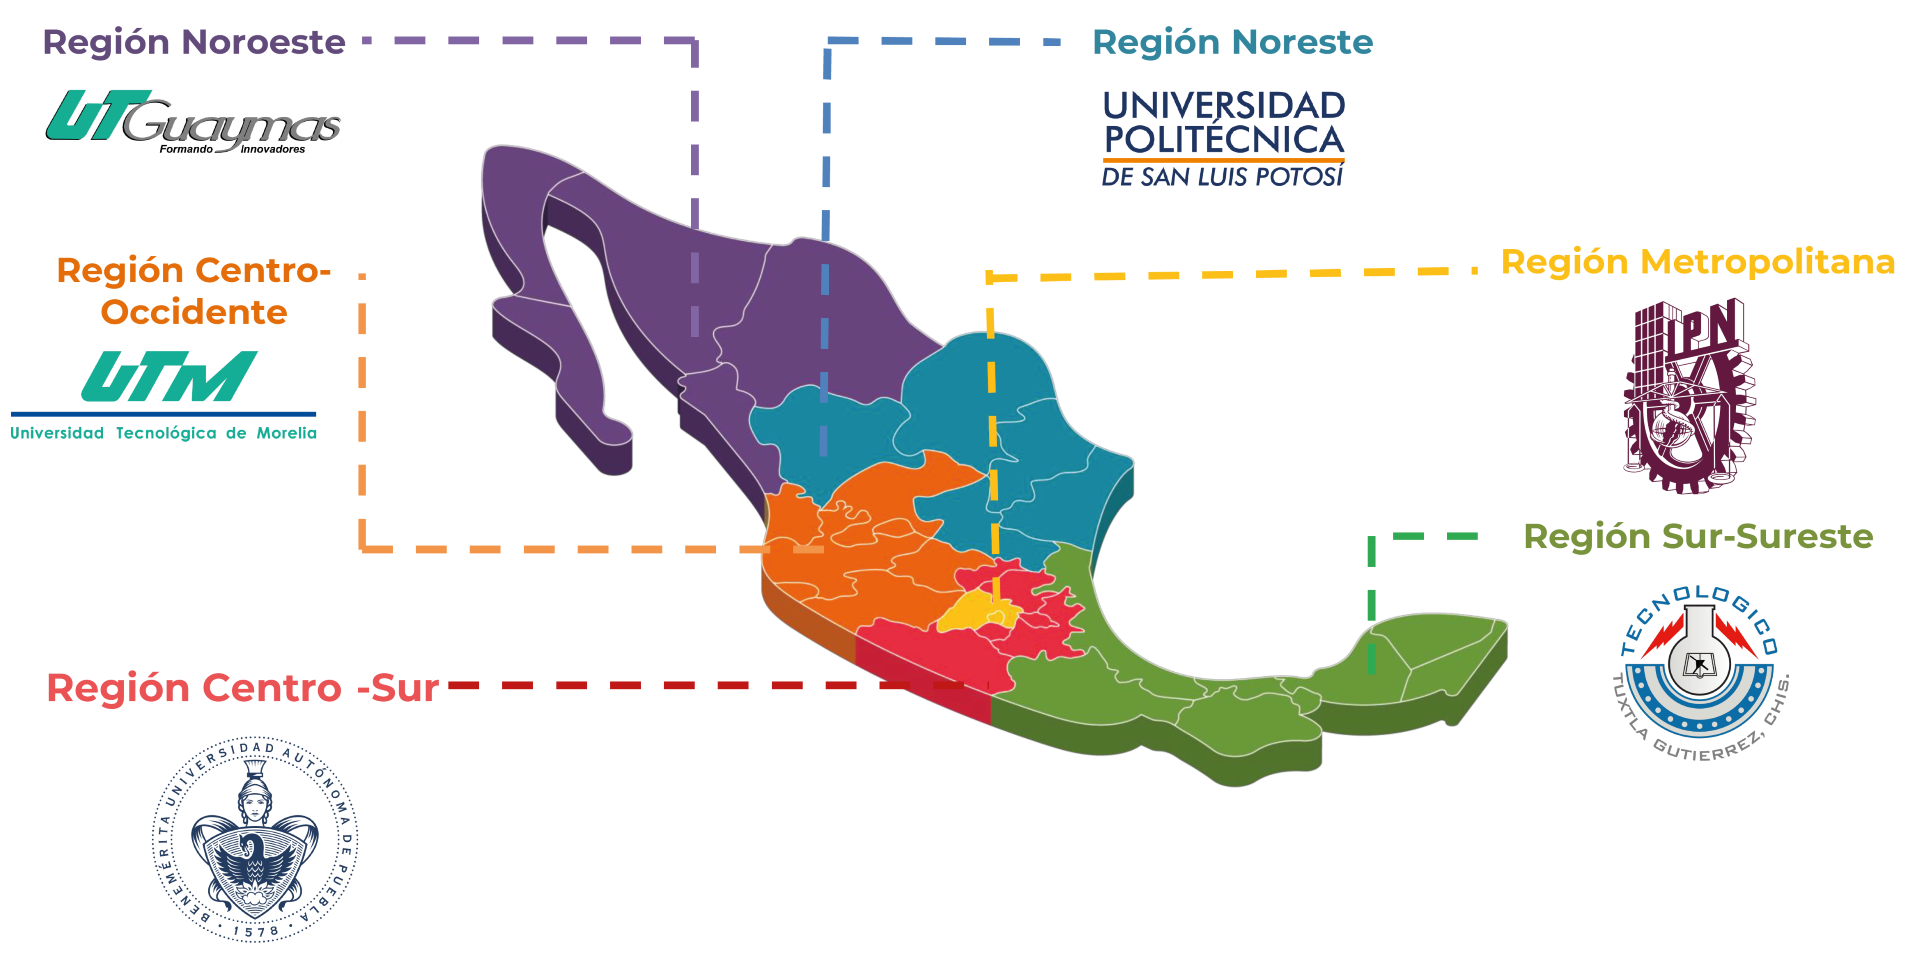 Región Noroeste
UTGuaymas
Formando Innovadores
Región Noreste
UNIVERSIDAD
POLITÉCNICA
DE SAN LUIS POTOSÍ
Región Centro-
Occidente
UTM
Universidad Tecnológica de Morelia
Región Metropolitana
IPN
Región Sur-Sureste
TECNOLOGICO
TUXTLA GUTIERREZ, CHIS.
Región Centro -Sur
BENEMÉRITA UNIVERSIDAD AUTÓNOMA DE PUEBLA
· 1578 ·